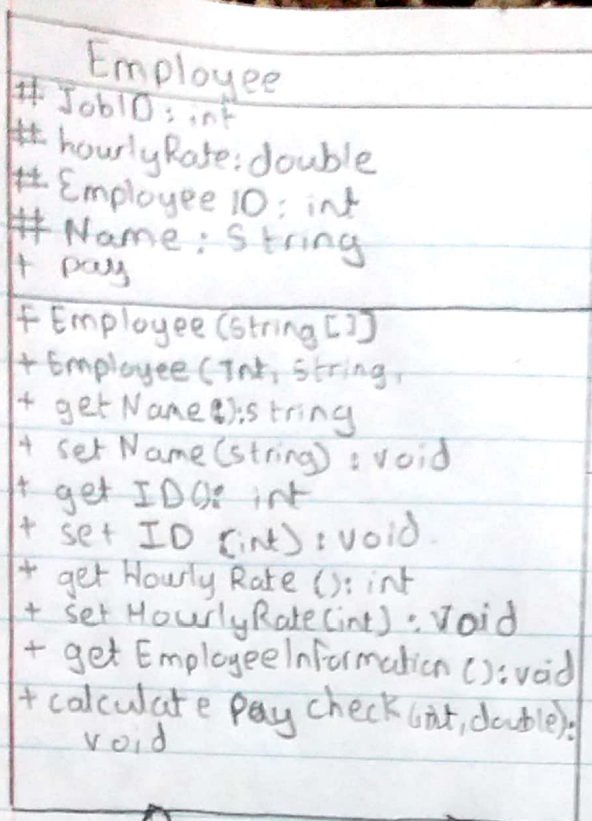 Employee
# JobID: int
# hourlyRate: double
# Employee ID: int
# Name: String
+ pay
+ Employee (String []]
+ Employee (Int, String,
+ get Name():String
+ set Name(string) : void
+ get ID(): int
+ set ID (int) : void.
+ get Hourly Rate (): int
+ set HourlyRate(int) : void
+ get EmployeeInformation (): void
+ calculate pay check (int, double):
void